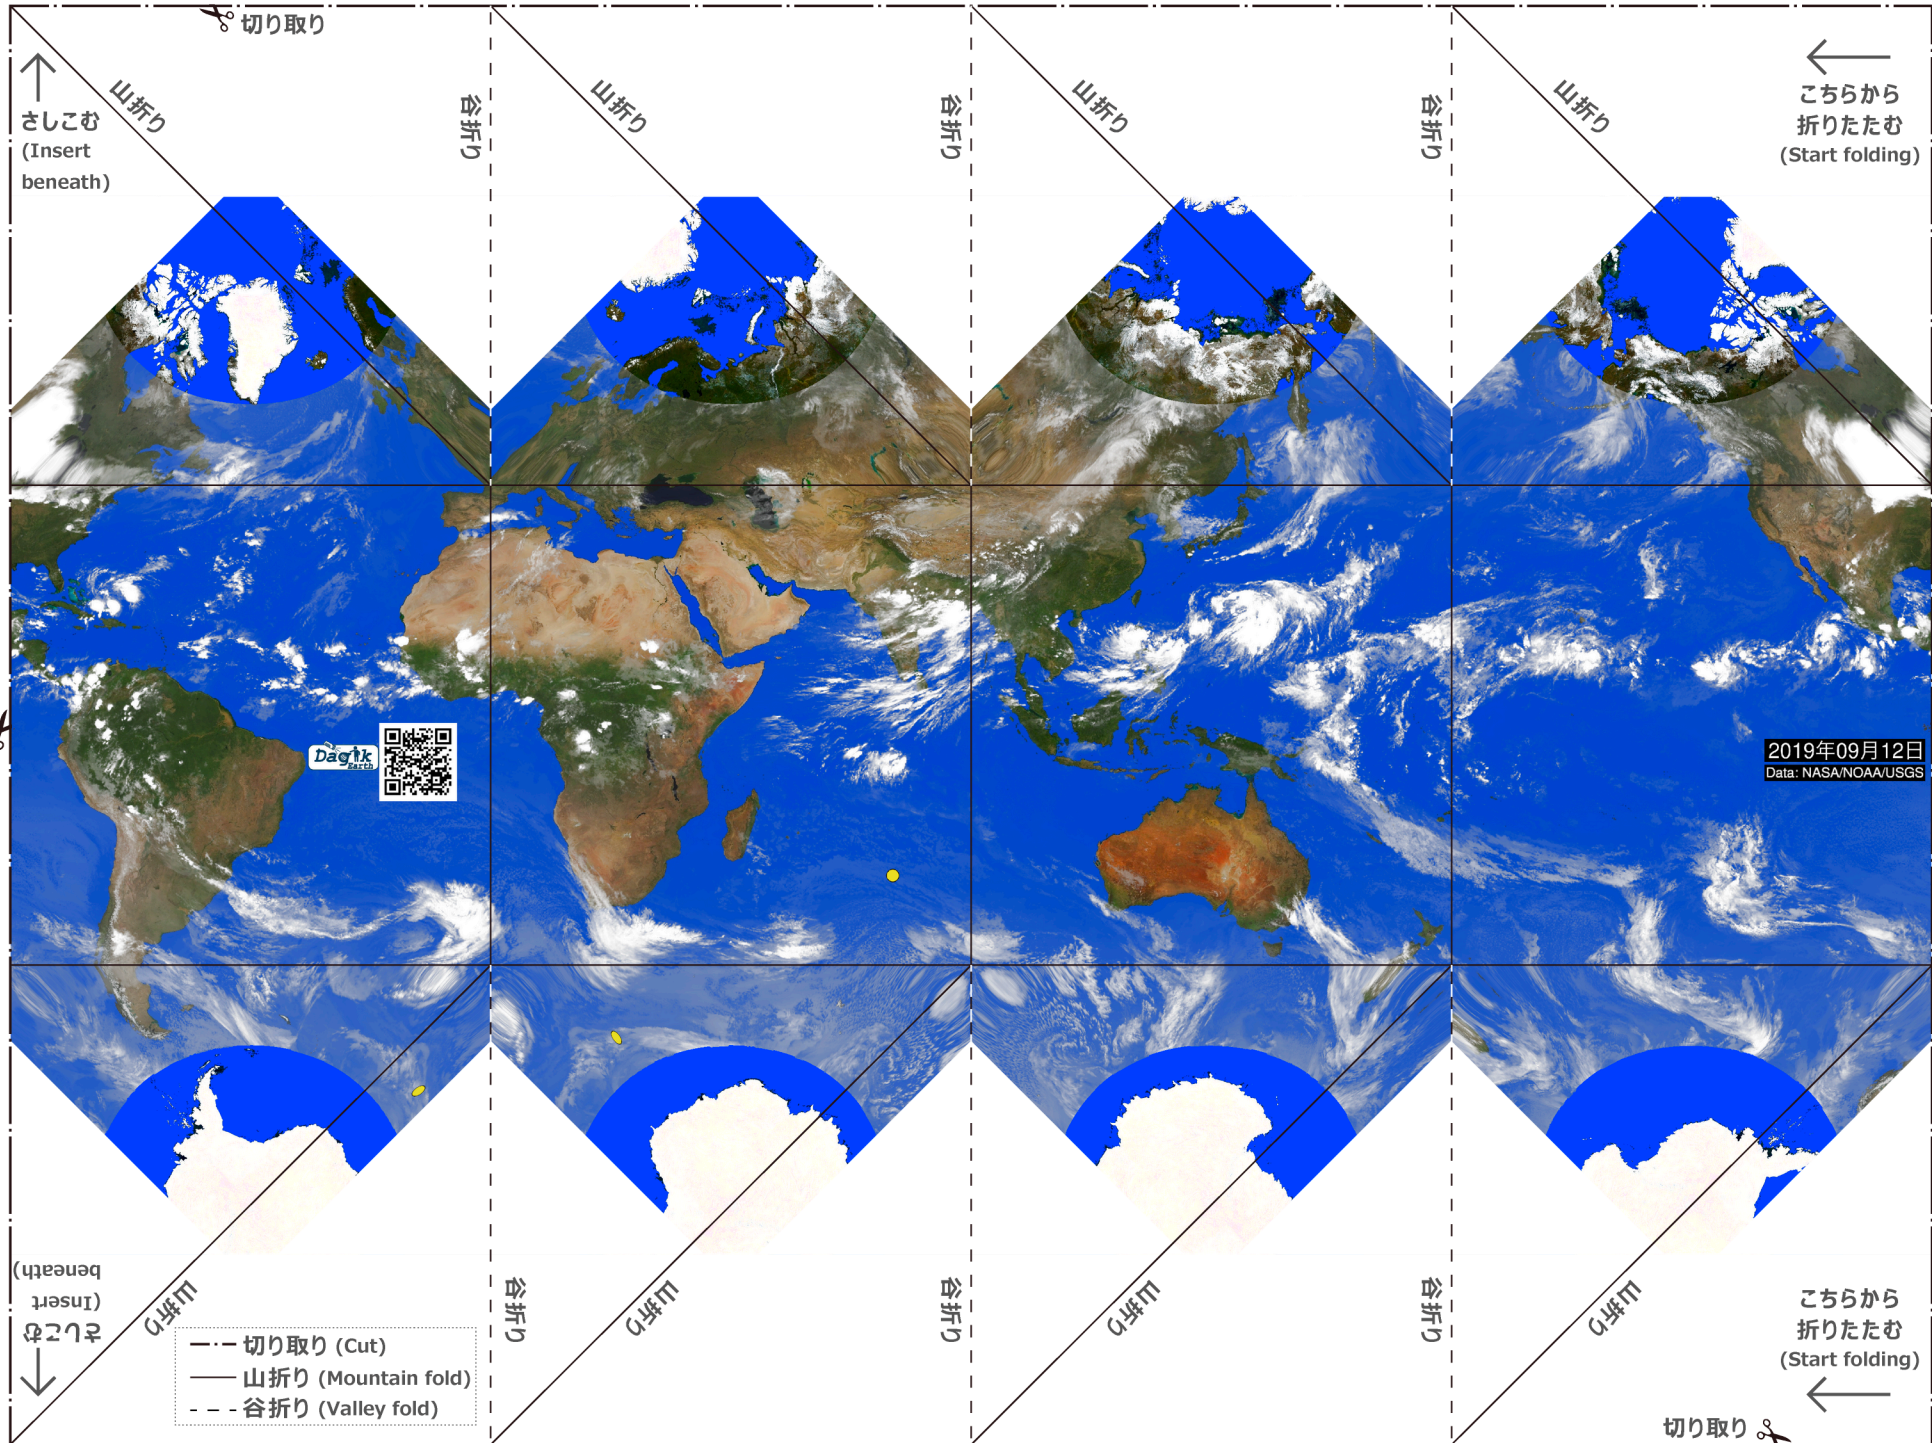 切り取り
さしこむ
(Insert
beneath)
山折り
谷折り
山折り
谷折り
山折り
谷折り
山折り
こちらから
折りたたむ
(Start folding)
Dagik
Earth
2019年09月12日
Data: NASA/NOAA/USGS
さしこむ
(Insert
beneath)
山折り
谷折り
山折り
谷折り
山折り
谷折り
山折り
こちらから
折りたたむ
(Start folding)
切り取り (Cut)
山折り (Mountain fold)
谷折り (Valley fold)
切り取り